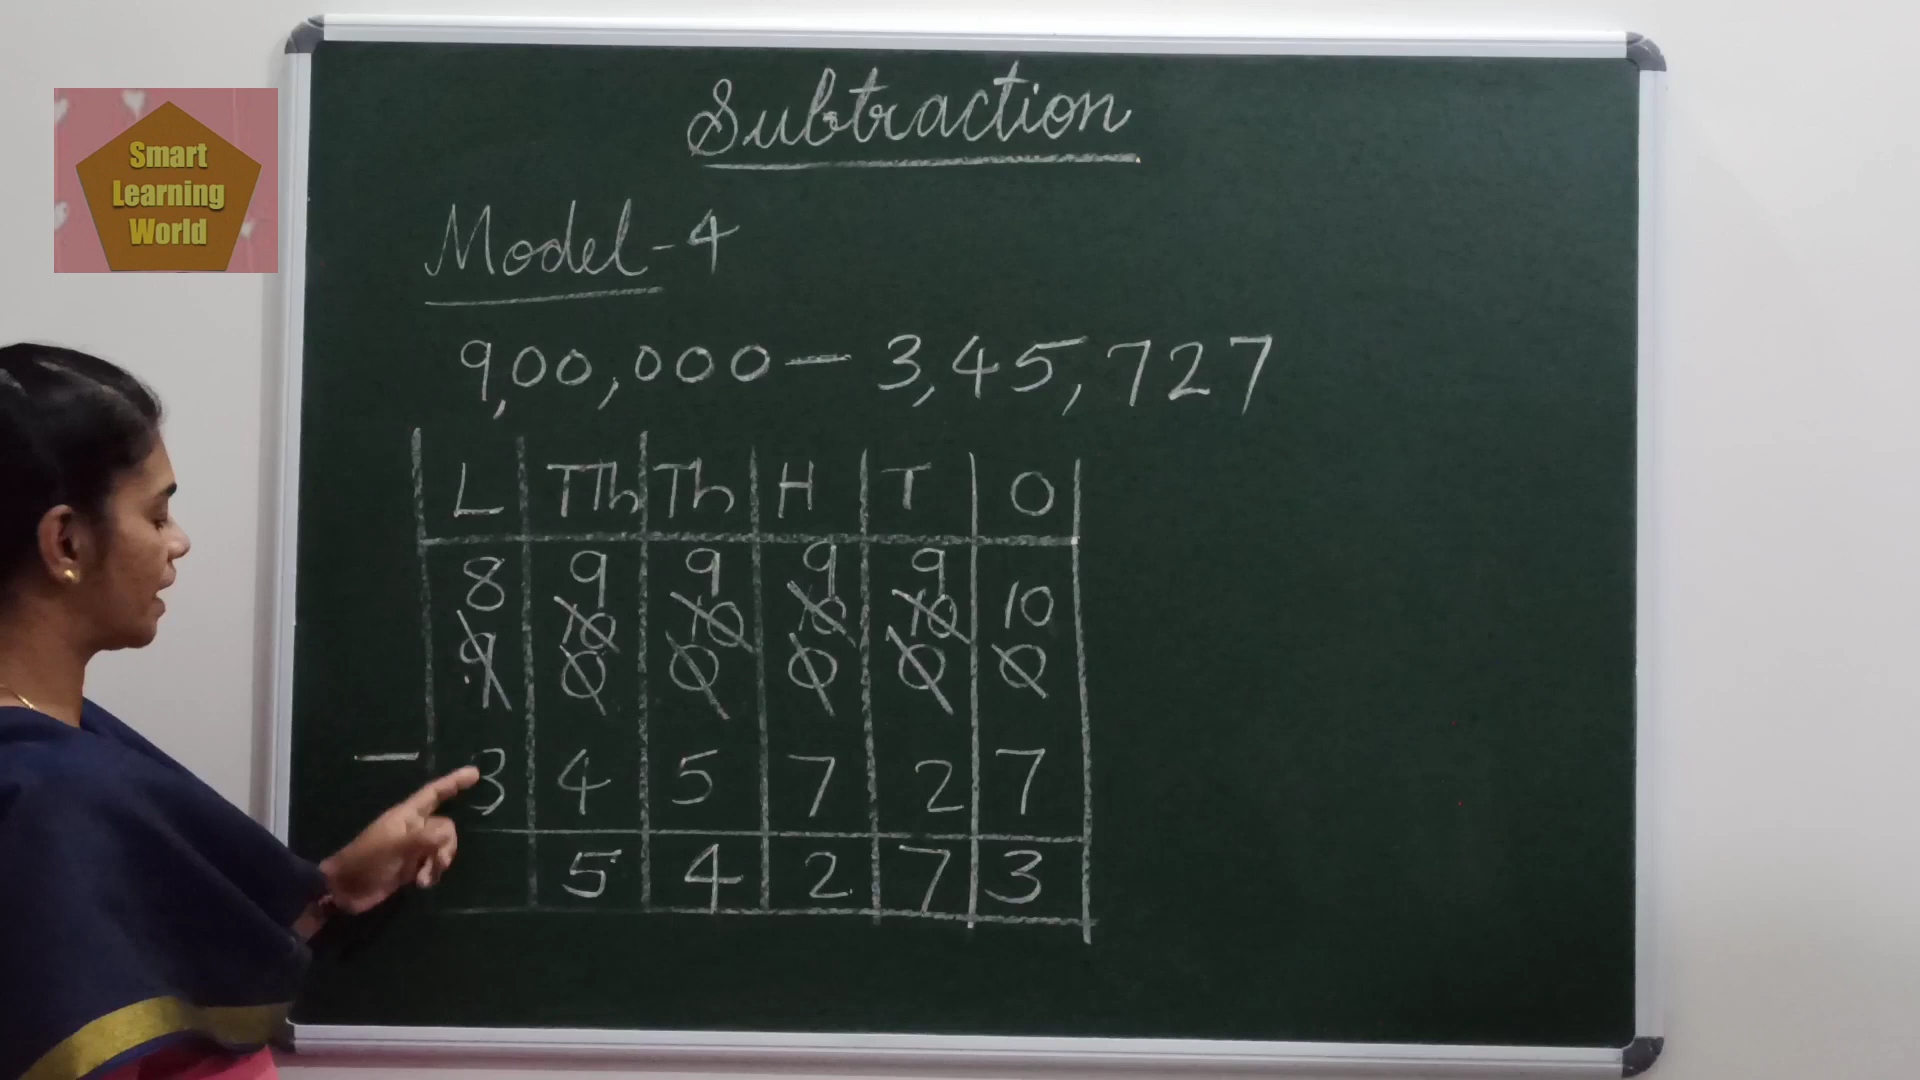 Smart
Learning
World
Subtraction
Model-4
9,00,000 - 3,45,727
L TTh Th H T O
8 9 9 9 9
10 10 10 10 10
9 0 0 0 0 0
- 3 4 5 7 2 7
5 4 2 7 3